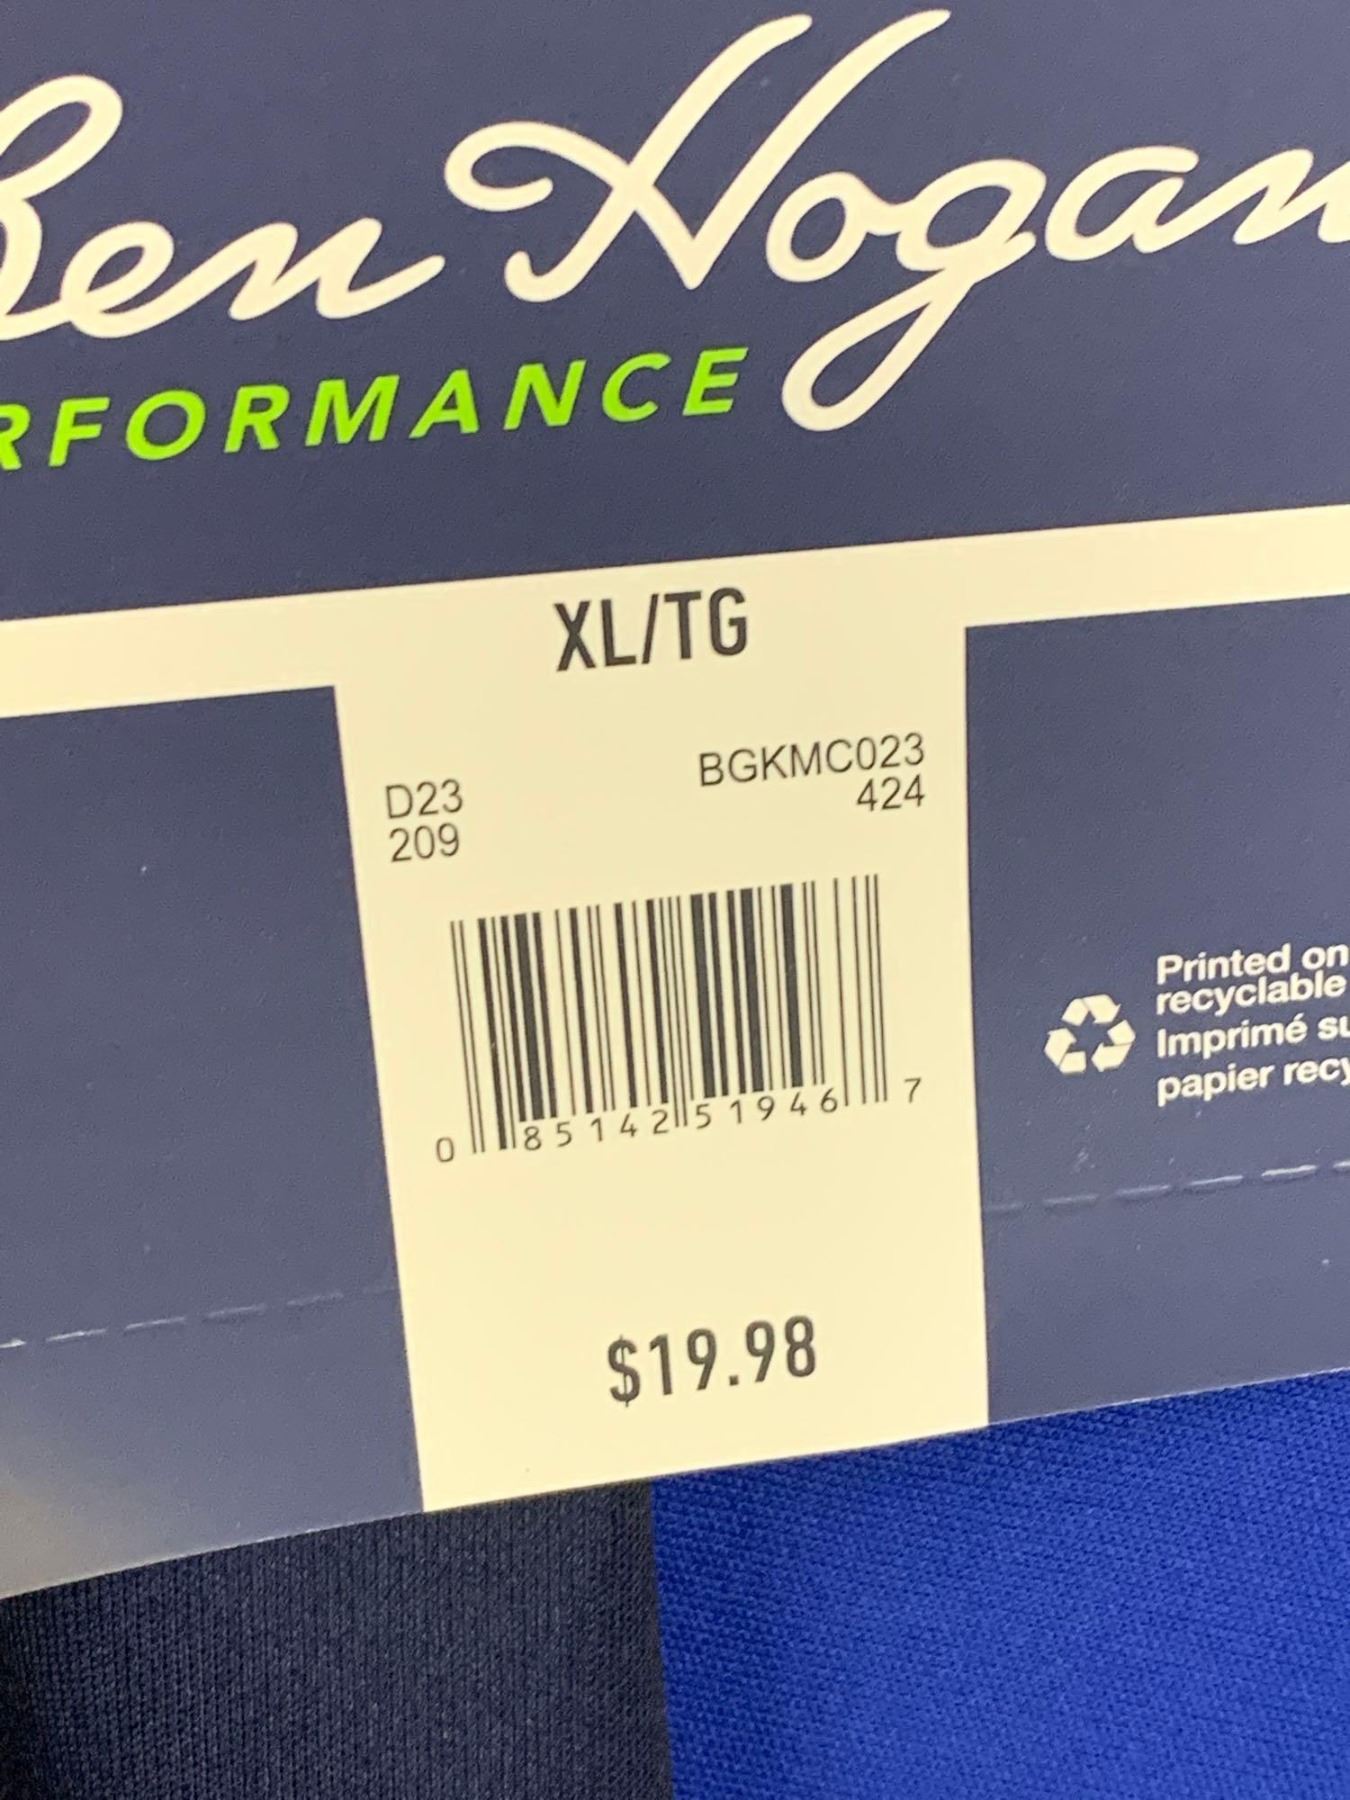 Ben Hogan
RFORMANCE
XL/TG
D23
209
BGKMC023
424
0 85142 51946 7
Printed on
recyclable
Imprimé su
papier recy
$19.98